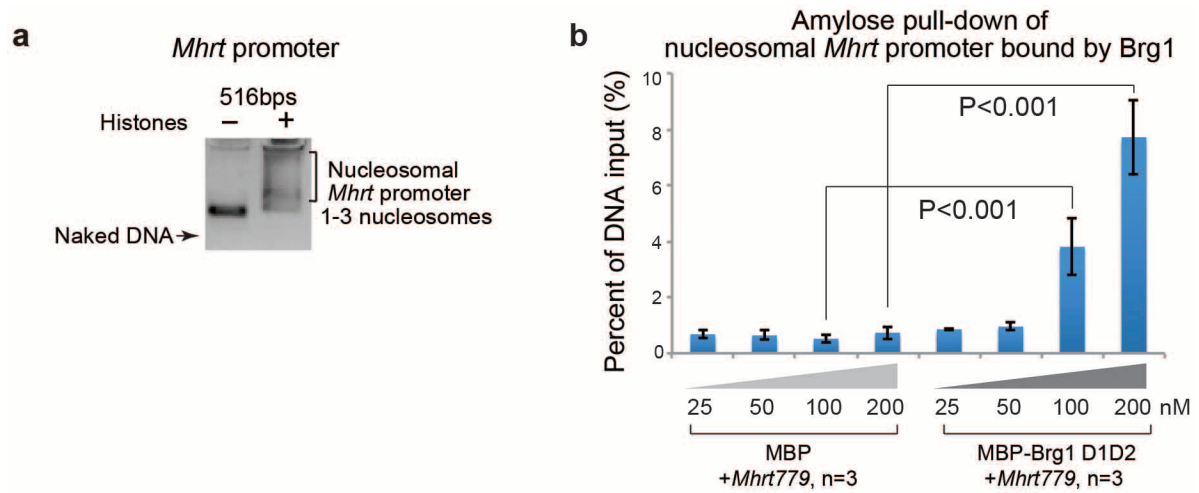 a
Mhrt promoter
516bps
Histones − +
Nucleosomal
Mhrt promoter
1-3 nucleosomes
Naked DNA
b
Amylose pull-down of
nucleosomal Mhrt promoter bound by Brg1
Percent of DNA input (%)
10
8
6
4
2
0
P<0.001
P<0.001
25 50 100 200 25 50 100 200 nM
MBP
+Mhrt779, n=3
MBP-Brg1 D1D2
+Mhrt779, n=3